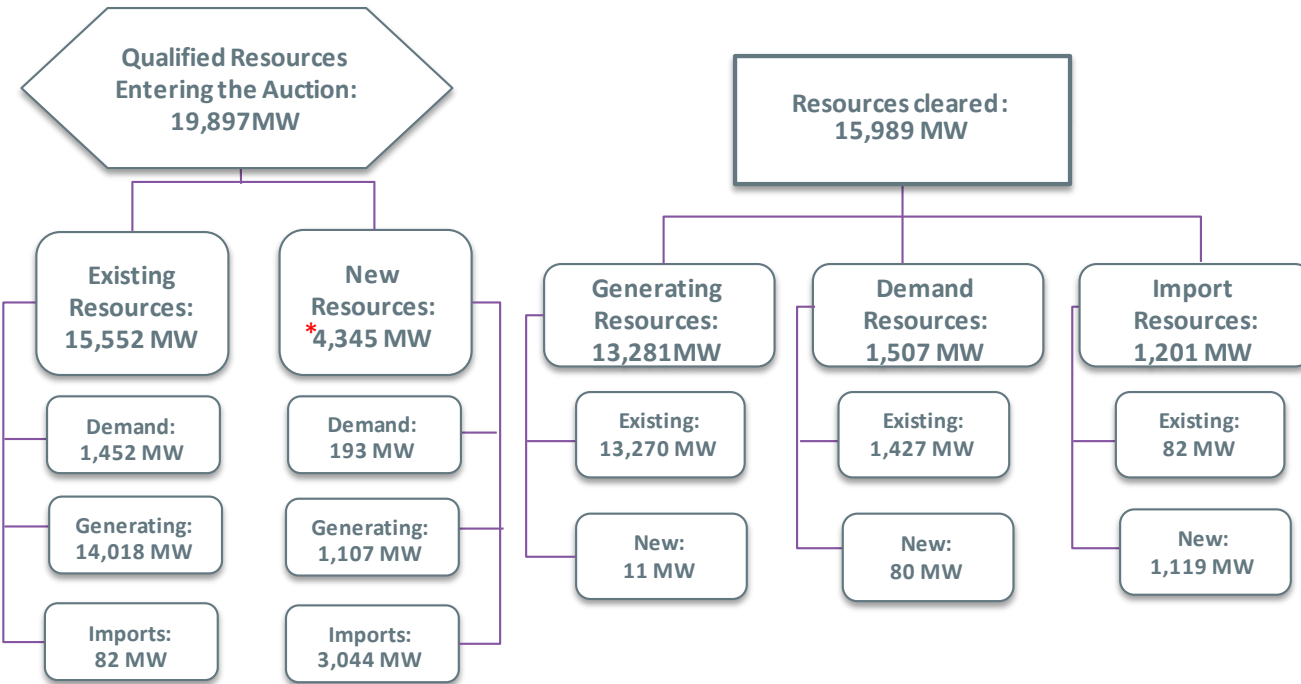 Qualified Resources
Entering the Auction:
19,897MW
Existing
Resources:
15,552 MW
Demand:
1,452 MW
Generating:
14,018 MW
Imports:
82 MW
New
Resources:
*4,345 MW
Demand:
193 MW
Generating:
1,107 MW
Imports:
3,044 MW
Resources cleared :
15,989 MW
Generating
Resources:
13,281MW
Existing:
13,270 MW
New:
11 MW
Demand
Resources:
1,507 MW
Existing:
1,427 MW
New:
80 MW
Import
Resources:
1,201 MW
Existing:
82 MW
New:
1,119 MW